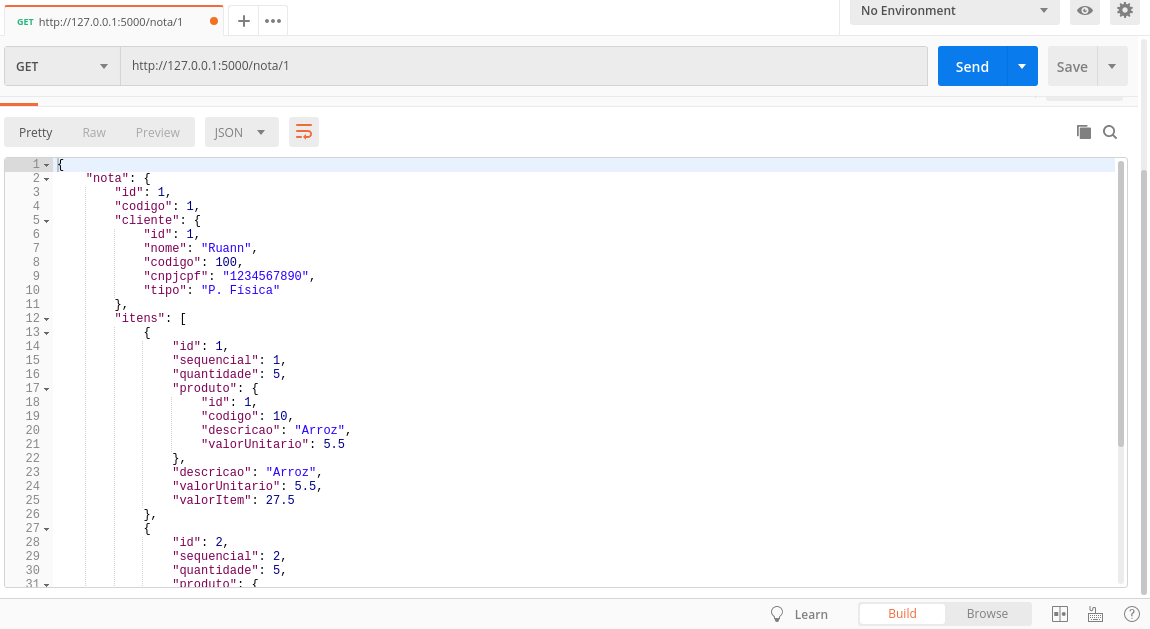 GET http://127.0.0.1:5000/nota/1
No Environment
GET http://127.0.0.1:5000/nota/1 Send Save
Pretty Raw Preview JSON
1 {
2 "nota": {
3 "id": 1,
4 "codigo": 1,
5 "cliente": {
6 "id": 1,
7 "nome": "Ruann",
8 "codigo": 100,
9 "cnpjcpf": "1234567890",
10 "tipo": "P. Física"
11 },
12 "itens": [
13 {
14 "id": 1,
15 "sequencial": 1,
16 "quantidade": 5,
17 "produto": {
18 "id": 1,
19 "codigo": 10,
20 "descricao": "Arroz",
21 "valorUnitario": 5.5
22 },
23 "descricao": "Arroz",
24 "valorUnitario": 5.5,
25 "valorItem": 27.5
26 },
27 {
28 "id": 2,
29 "sequencial": 2,
30 "quantidade": 5,
31 "produto": {
Learn Build Browse